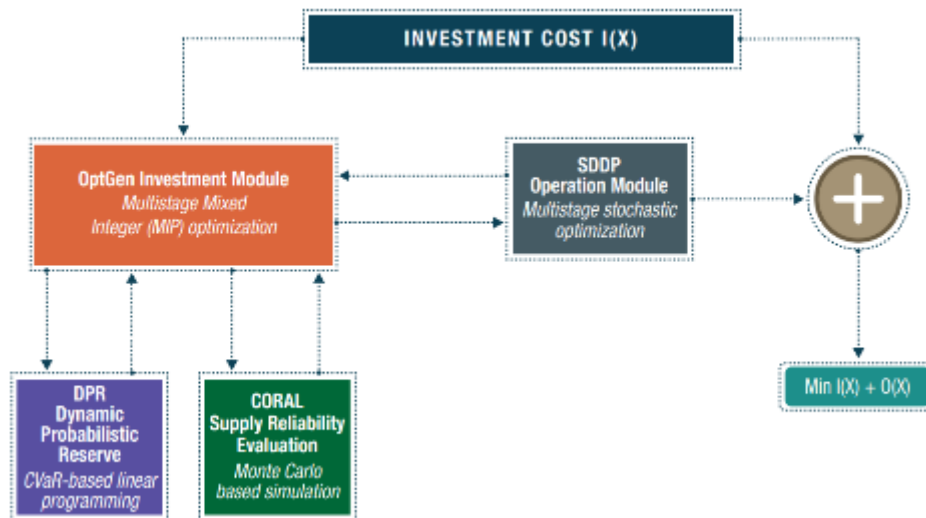 INVESTMENT COST I(X)
OptGen Investment Module
Multistage Mixed
Integer (MIP) optimization
SDDP
Operation Module
Multistage stochastic
optimization
DPR
Dynamic
Probabilistic
Reserve
CVaR-based linear
programming
CORAL
Supply Reliability
Evaluation
Monte Carlo
based simulation
Min I(X) + O(X)